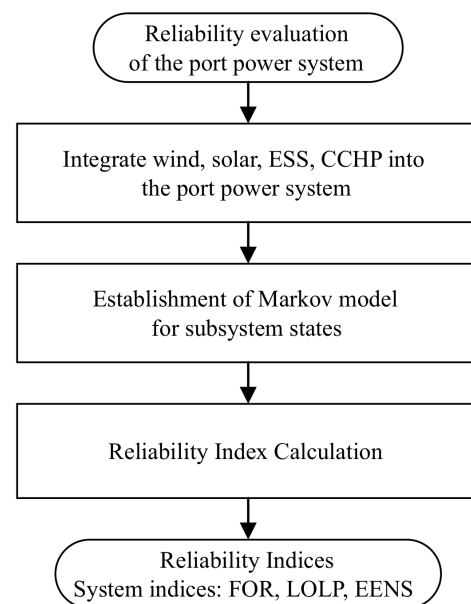 Reliability evaluation
of the port power system
Integrate wind, solar, ESS, CCHP into
the port power system
Establishment of Markov model
for subsystem states
Reliability Index Calculation
Reliability Indices
System indices: FOR, LOLP, EENS